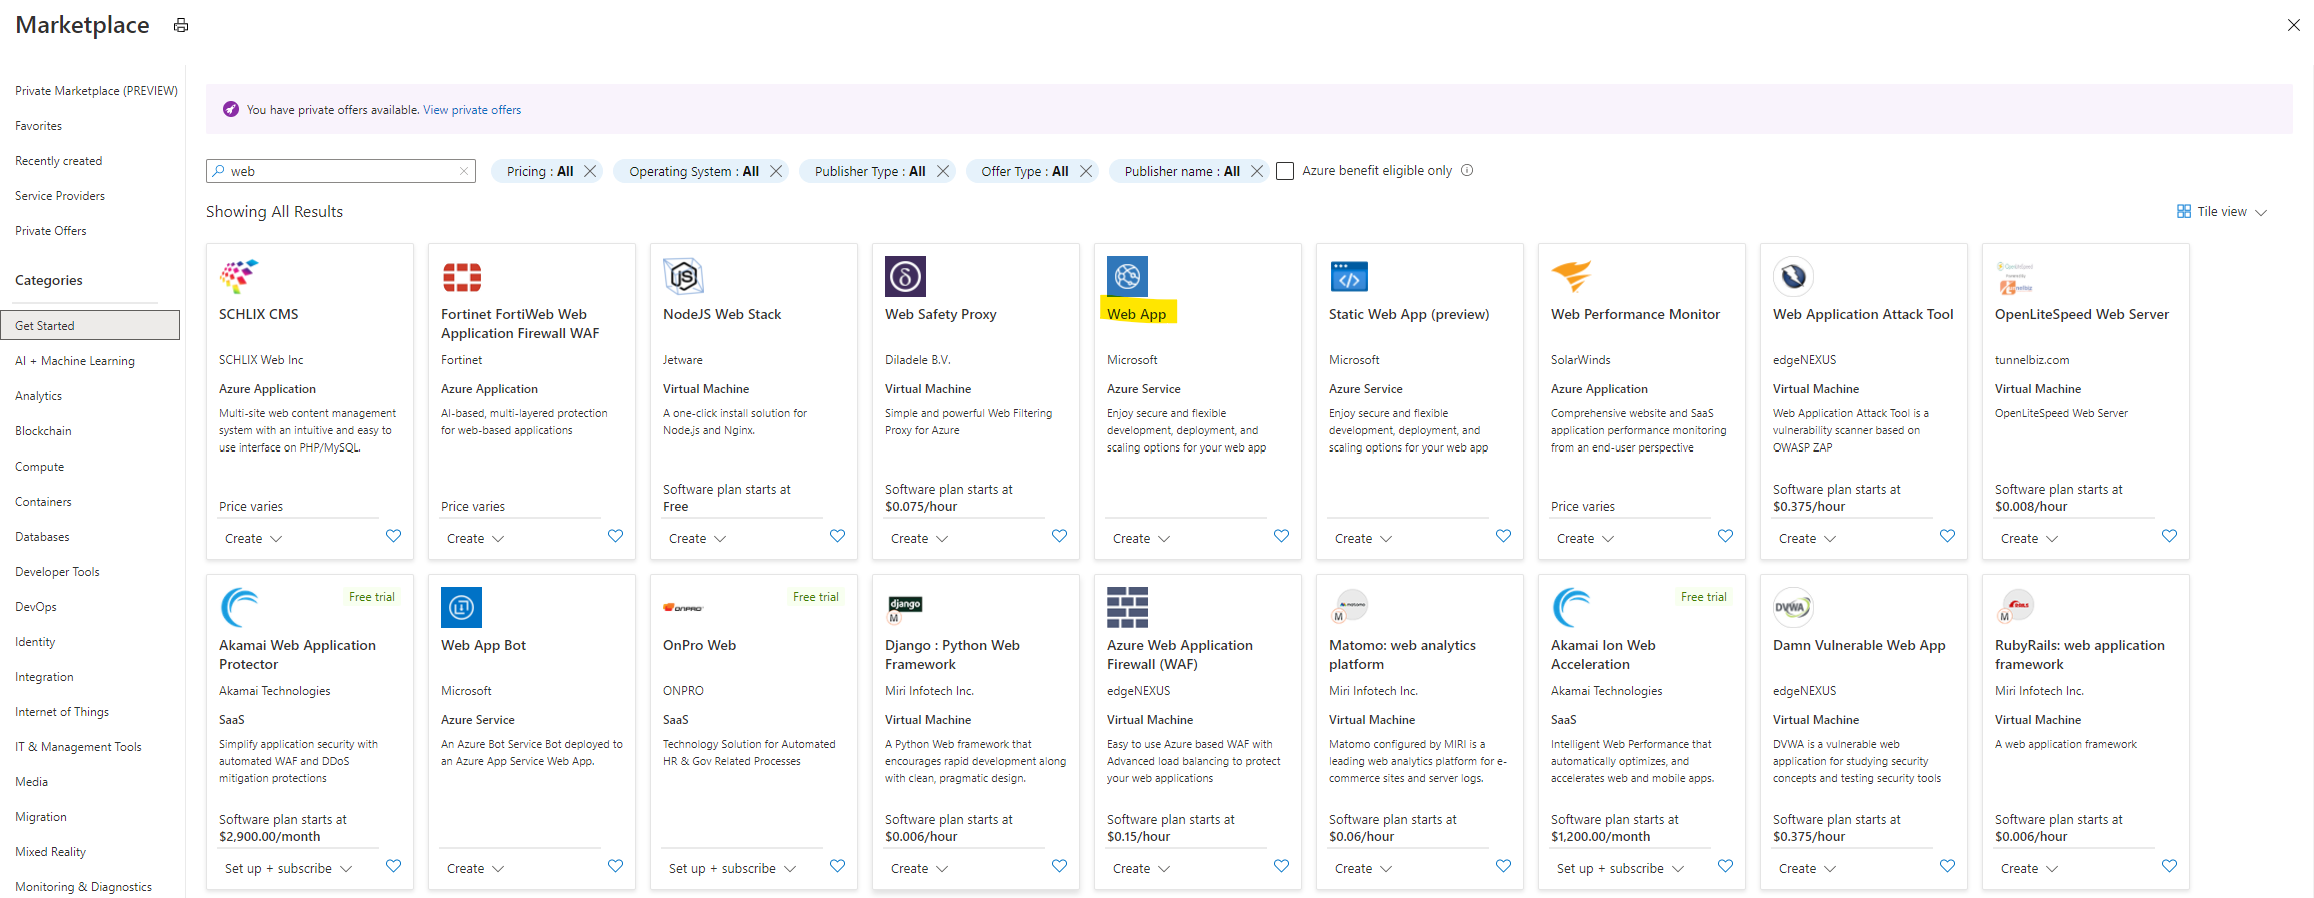 Marketplace
Private Marketplace (PREVIEW)
Favorites
Recently created
Service Providers
Private Offers
Categories
Get Started
AI + Machine Learning
Analytics
Blockchain
Compute
Containers
Databases
Developer Tools
DevOps
Identity
Integration
Internet of Things
IT & Management Tools
Media
Migration
Mixed Reality
Monitoring & Diagnostics
You have private offers available. View private offers
web
Pricing : All
Operating System : All
Publisher Type : All
Offer Type : All
Publisher name : All
Azure benefit eligible only
Showing All Results
Tile view
SCHLIX CMS
SCHLIX Web Inc
Azure Application
Multi-site web content management
system with an intuitive and easy to
use interface on PHP/MySQL.
Price varies
Create
Fortinet FortiWeb Web
Application Firewall WAF
Fortinet
Azure Application
AI-based, multi-layered protection
for web-based applications
Price varies
Create
NodeJS Web Stack
Jetware
Virtual Machine
A one-click install solution for
Node.js and Nginx.
Software plan starts at
Free
Create
Web Safety Proxy
Diladele B.V.
Virtual Machine
Simple and powerful Web Filtering
Proxy for Azure
Software plan starts at
$0.075/hour
Create
Web App
Microsoft
Azure Service
Enjoy secure and flexible
development, deployment, and
scaling options for your web app
Create
Static Web App (preview)
Microsoft
Azure Service
Enjoy secure and flexible
development, deployment, and
scaling options for your web app
Create
Web Performance Monitor
SolarWinds
Azure Application
Comprehensive website and SaaS
application performance monitoring
from an end-user perspective
Price varies
Create
Web Application Attack Tool
edgeNEXUS
Virtual Machine
Web Application Attack Tool is a
vulnerability scanner based on
OWASP ZAP
Software plan starts at
$0.375/hour
Create
OpenLiteSpeed Web Server
tunnelbiz.com
Virtual Machine
OpenLiteSpeed Web Server
Software plan starts at
$0.008/hour
Create
Free trial
Akamai Web Application
Protector
Akamai Technologies
SaaS
Simplify application security with
automated WAF and DDoS
mitigation protections
Software plan starts at
$2,900.00/month
Set up + subscribe
Web App Bot
Microsoft
Azure Service
An Azure Bot Service Bot deployed to
an Azure App Service Web App.
Create
ONPRO
Free trial
OnPro Web
ONPRO
SaaS
Technology Solution for Automated
HR & Gov Related Processes
Set up + subscribe
django
M
Django : Python Web
Framework
Miri Infotech Inc.
Virtual Machine
A Python Web framework that
encourages rapid development along
with clean, pragmatic design.
Software plan starts at
$0.006/hour
Create
Azure Web Application
Firewall (WAF)
edgeNEXUS
Virtual Machine
Easy to use Azure based WAF with
Advanced load balancing to protect
your web applications
Software plan starts at
$0.15/hour
Create
matomo
M
Matomo: web analytics
platform
Miri Infotech Inc.
Virtual Machine
Matomo configured by MIRI is a
leading web analytics platform for e-
commerce sites and server logs.
Software plan starts at
$0.06/hour
Create
Free trial
Akamai Ion Web
Acceleration
Akamai Technologies
SaaS
Intelligent Web Performance that
automatically optimizes, and
accelerates web and mobile apps.
Software plan starts at
$1,200.00/month
Set up + subscribe
DVWA
Damn Vulnerable Web App
edgeNEXUS
Virtual Machine
DVWA is a vulnerable web
application for studying security
concepts and testing security tools
Software plan starts at
$0.375/hour
Create
RAILS
M
RubyRails: web application
framework
Miri Infotech Inc.
Virtual Machine
A web application framework
Software plan starts at
$0.006/hour
Create